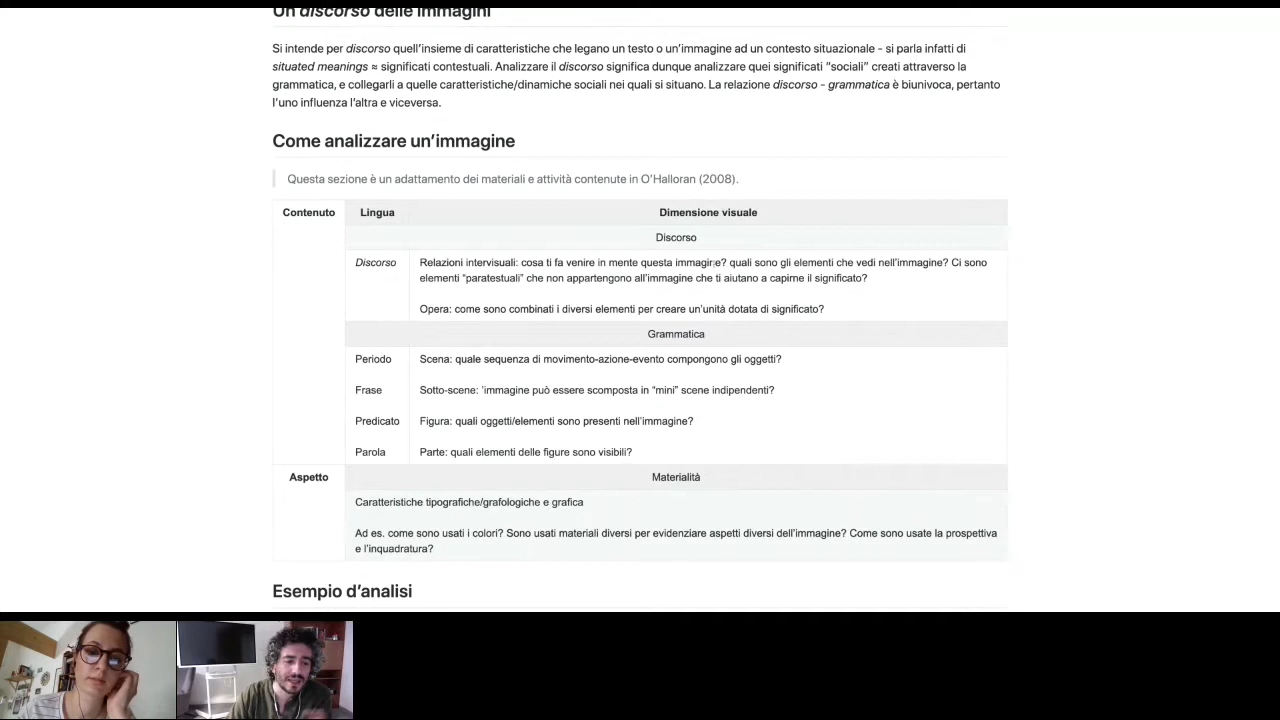 Un discorso delle immagini
Si intende per discorso quell'insieme di caratteristiche che legano un testo o un'immagine ad un contesto situazionale - si parla infatti di
situated meanings ≈ significati contestuali. Analizzare il discorso significa dunque analizzare quei significati “sociali” creati attraverso la
grammatica, e collegarli a quelle caratteristiche/dinamiche sociali nei quali si situano. La relazione discorso - grammatica è biunivoca, pertanto
l'uno influenza l'altra e viceversa.
Come analizzare un'immagine
Questa sezione è un adattamento dei materiali e attività contenute in O'Halloran (2008).
Contenuto Lingua Dimensione visuale
Discorso
Discorso Relazioni intervisuali: cosa ti fa venire in mente questa immagine? quali sono gli elementi che vedi nell'immagine? Ci sono
elementi “paratestuali” che non appartengono all'immagine che ti aiutano a capirne il significato?
Opera: come sono combinati i diversi elementi per creare un'unità dotata di significato?
Grammatica
Periodo Scena: quale sequenza di movimento-azione-evento compongono gli oggetti?
Frase Sotto-scene: 'immagine può essere scomposta in “mini” scene indipendenti?
Predicato Figura: quali oggetti/elementi sono presenti nell'immagine?
Parola Parte: quali elementi delle figure sono visibili?
Aspetto Materialità
Caratteristiche tipografiche/grafologiche e grafica
Ad es. come sono usati i colori? Sono usati materiali diversi per evidenziare aspetti diversi dell'immagine? Come sono usate la prospettiva
e l'inquadratura?
Esempio d'analisi